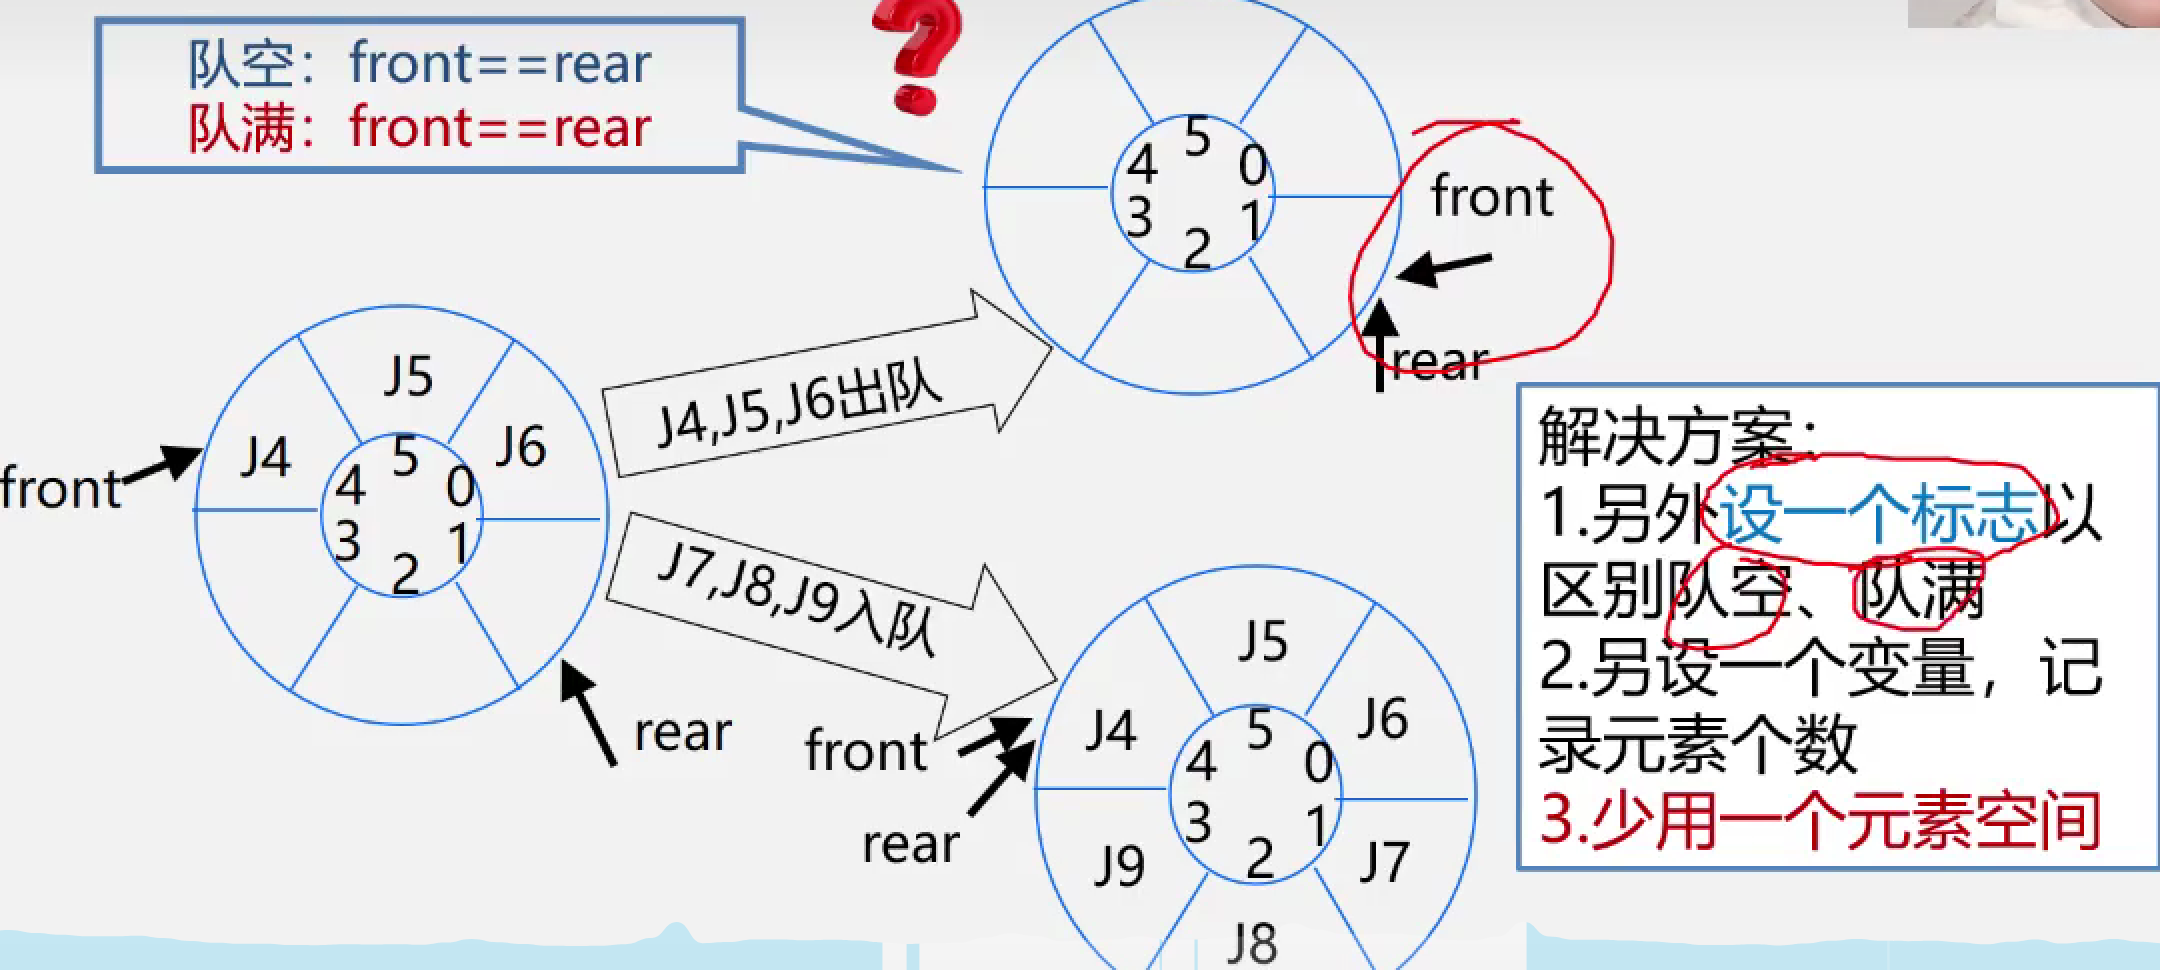 队空：front==rear
队满：front==rear
5
4
0
3
1
2
front
rear
J4,J5,J6出队
J5
J4
J6
5
4
0
3
1
2
front
rear
J7,J8,J9入队
J5
J4
J6
5
4
0
3
1
2
J9
J7
J8
front
rear
解决方案：
1.另外设一个标志以
区别队空、队满
2.另设一个变量，记
录元素个数
3.少用一个元素空间